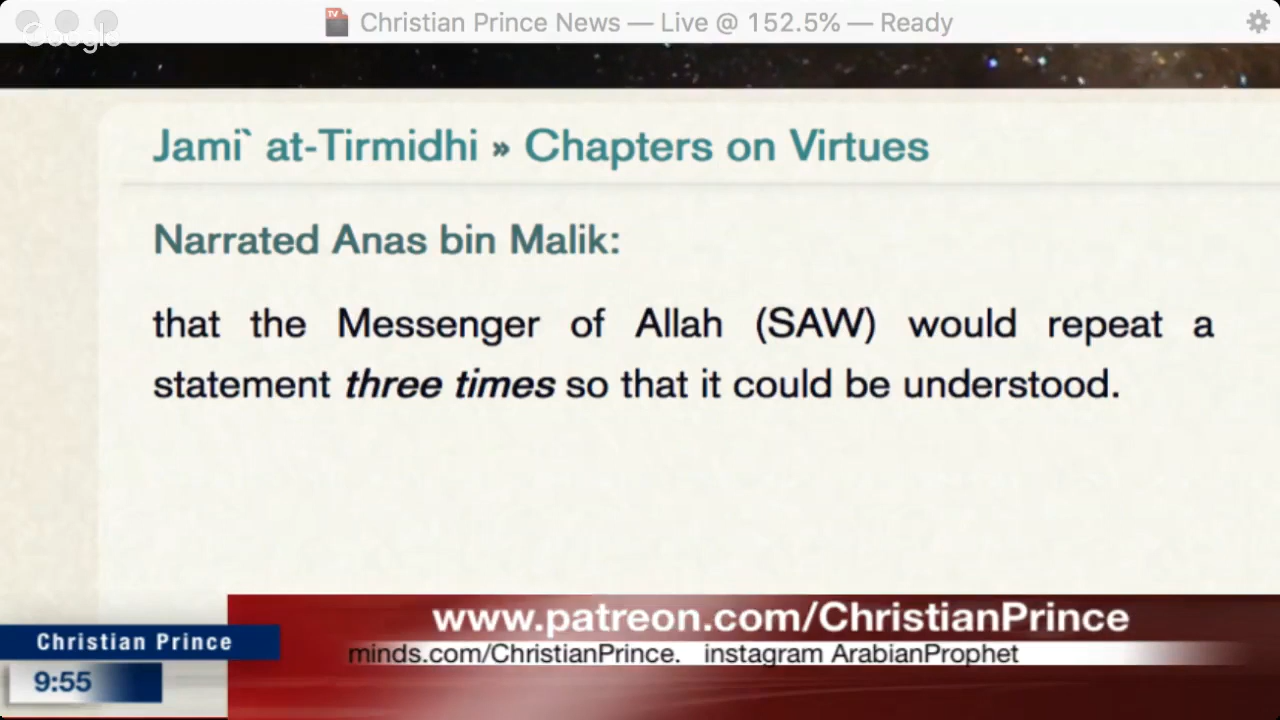 Christian Prince News — Live @ 152.5% — Ready
Google
Jami` at-Tirmidhi » Chapters on Virtues
Narrated Anas bin Malik:
that the Messenger of Allah (SAW) would repeat a
statement three times so that it could be understood.
www.patreon.com/ChristianPrince
Christian Prince
minds.com/ChristianPrince. instagram ArabianProphet
9:55